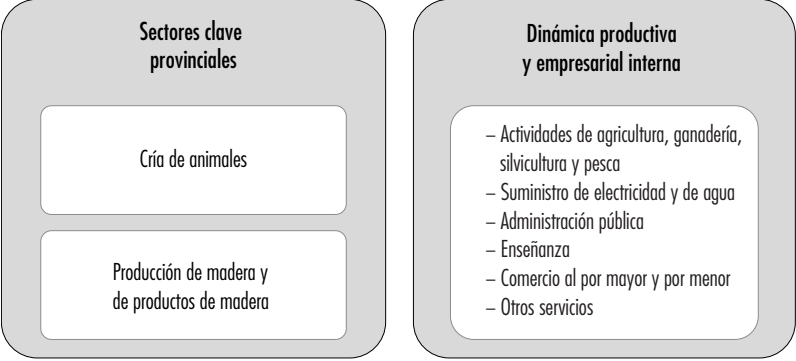 Sectores clave
provinciales
Cría de animales
Producción de madera y
de productos de madera
Dinámica productiva
y empresarial interna
– Actividades de agricultura, ganadería,
silvicultura y pesca
– Suministro de electricidad y de agua
– Administración pública
– Enseñanza
– Comercio al por mayor y por menor
– Otros servicios